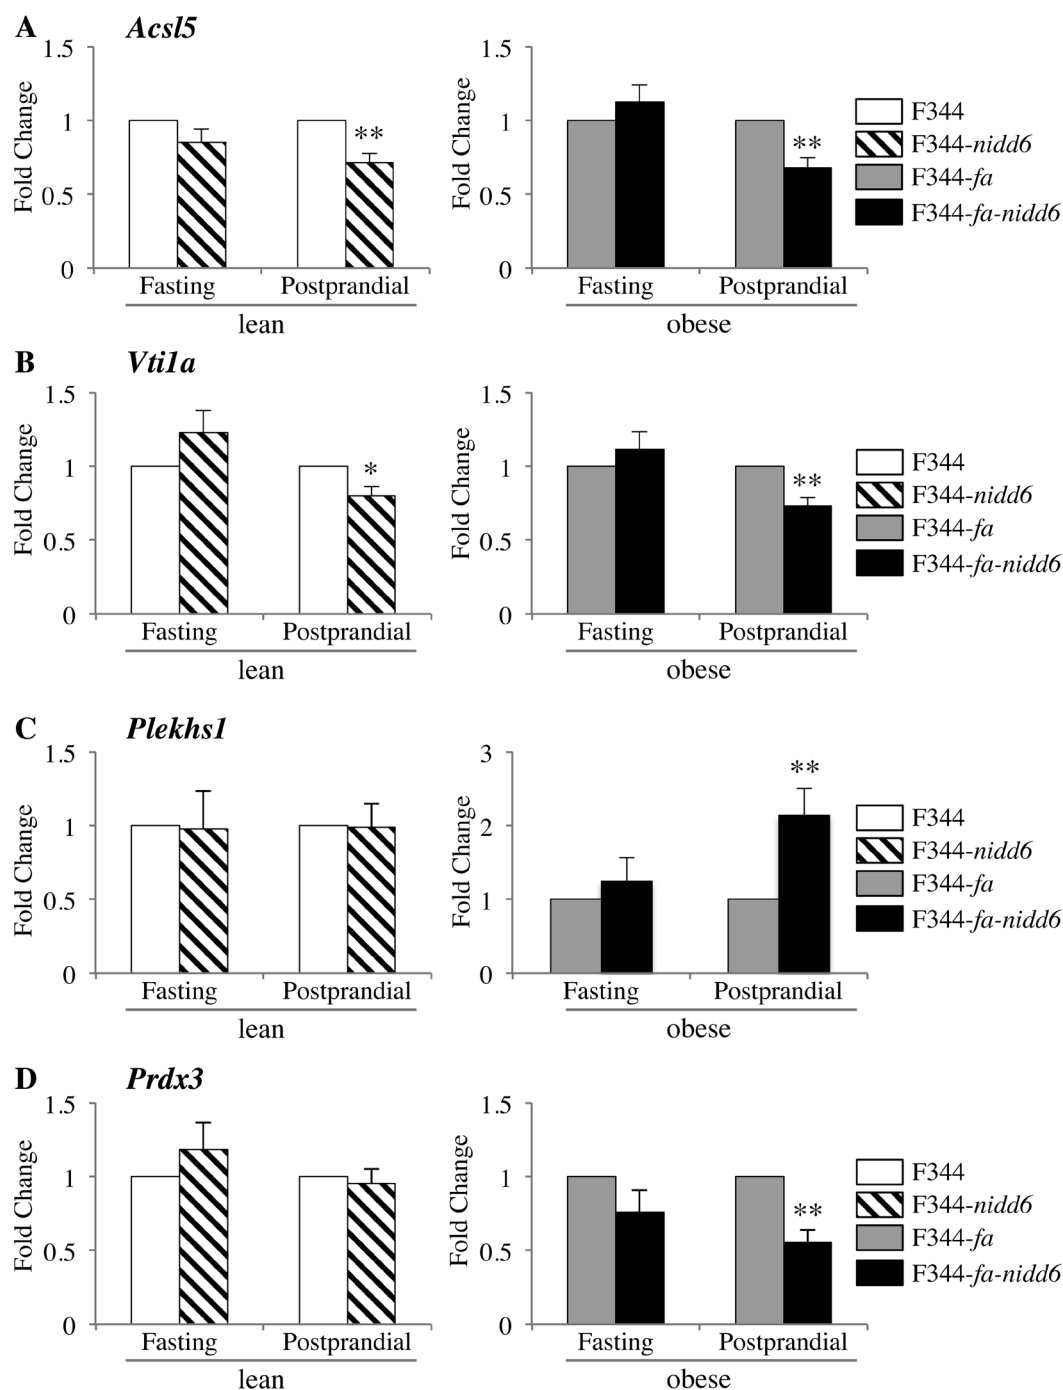 A Acsl5
1.5
1
0.5
0
Fold Change
**
Fasting Postprandial
lean
1.5
1
0.5
0
Fold Change
**
Fasting Postprandial
obese
F344
F344-nidd6
F344-fa
F344-fa-nidd6
B Vti1a
1.5
1
0.5
0
Fold Change
*
Fasting Postprandial
lean
1.5
1
0.5
0
Fold Change
**
Fasting Postprandial
obese
F344
F344-nidd6
F344-fa
F344-fa-nidd6
C Plekhs1
1.5
1
0.5
0
Fold Change
Fasting Postprandial
lean
3
2
1
0
Fold Change
**
Fasting Postprandial
obese
F344
F344-nidd6
F344-fa
F344-fa-nidd6
D Prdx3
1.5
1
0.5
0
Fold Change
Fasting Postprandial
lean
1.5
1
0.5
0
Fold Change
**
Fasting Postprandial
obese
F344
F344-nidd6
F344-fa
F344-fa-nidd6